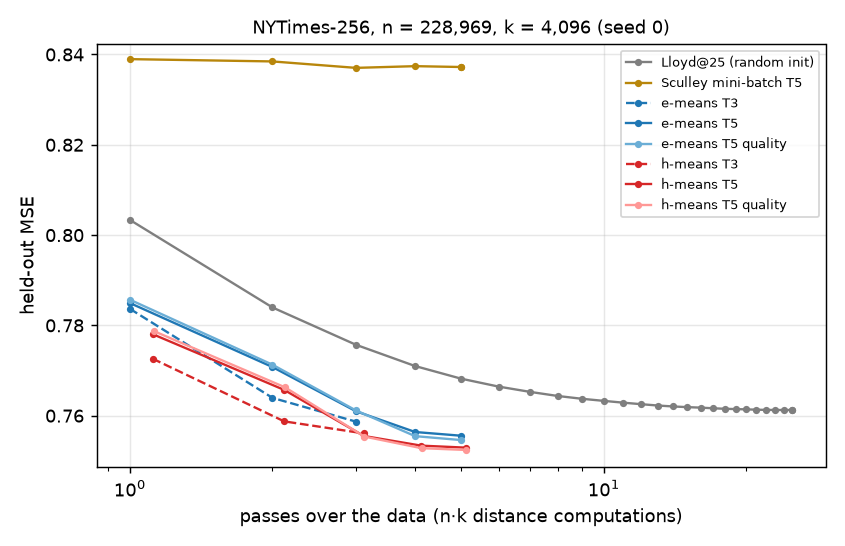 NYTimes-256, n = 228,969, k = 4,096 (seed 0)
held-out MSE
0.84
0.82
0.80
0.78
0.76
Lloyd@25 (random init)
Sculley mini-batch T5
e-means T3
e-means T5
e-means T5 quality
h-means T3
h-means T5
h-means T5 quality
10⁰
10¹
passes over the data (n·k distance computations)